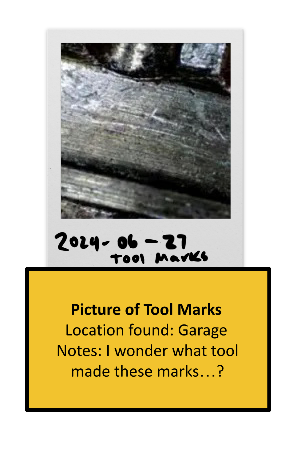 2024-06-27
Tool Marks
Picture of Tool Marks
Location found: Garage
Notes: I wonder what tool
made these marks…?